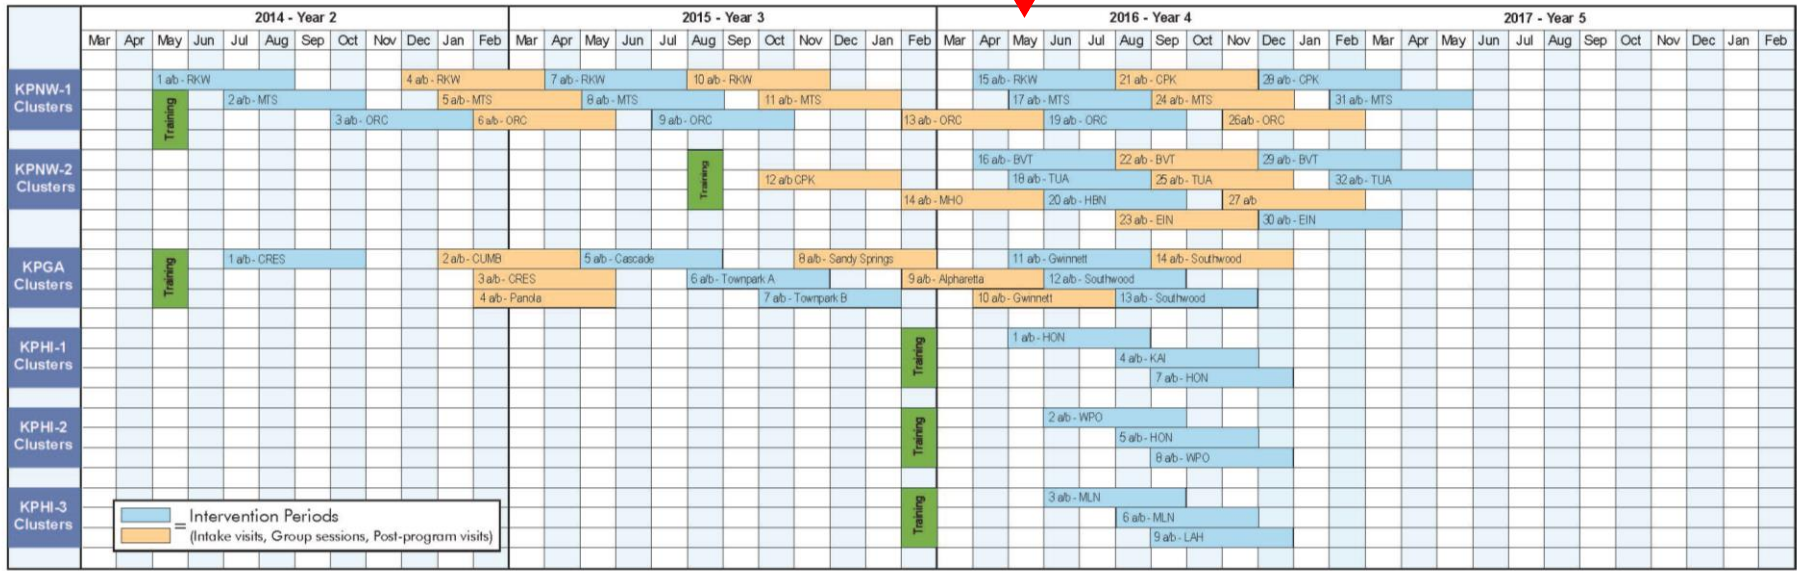 2014 - Year 2 2015 - Year 3 2016 - Year 4 2017 - Year 5
Mar Apr May Jun Jul Aug Sep Oct Nov Dec Jan Feb Mar Apr May Jun Jul Aug Sep Oct Nov Dec Jan Feb Mar Apr May Jun Jul Aug Sep Oct Nov Dec Jan Feb Mar Apr May Jun Jul Aug Sep Oct Nov Dec Jan Feb
KPNW-1
Clusters
1 a/b - RKW 4 a/b - RKW 7 a/b - RKW 10 a/b - RKW 15 a/b - RKW 21 a/b - CPK 28 a/b - CPK
Training
2 a/b - MTS 5 a/b - MTS 8 a/b - MTS 11 a/b - MTS 17 a/b - MTS 24 a/b - MTS 31 a/b - MTS
3 a/b - ORC 6 a/b - ORC 9 a/b - ORC 13 a/b - ORC 19 a/b - ORC 26a/b - ORC
KPNW-2
Clusters
Training
16 a/b - BVT 22 a/b - BVT 29 a/b - BVT
12 a/b CPK 18 a/b - TUA 25 a/b - TUA 32 a/b - TUA
14 a/b - MHO 20 a/b - HBN 27 a/b
23 a/b - EIN 30 a/b - EIN
KPGA
Clusters
Training
1 a/b - CRES 2 a/b - CUMB 5 a/b - Cascade 8 a/b - Sandy Springs 11 a/b - Gwinnett 14 a/b - Southwood
3 a/b - CRES 6 a/b - Townpark A 9 a/b - Alpharetta 12 a/b - Southwood
4 a/b - Panola 7 a/b - Townpark B 10 a/b - Gwinnett 13 a/b - Southwood
KPHI-1
Clusters
Training
1 a/b - HON
4 a/b - KAI
7 a/b - HON
KPHI-2
Clusters
Training
2 a/b - WPO
5 a/b - HON
8 a/b - WPO
KPHI-3
Clusters
Training
3 a/b - MLN
6 a/b - MLN
9 a/b - LAH
= Intervention Periods
(Intake visits, Group sessions, Post-program visits)